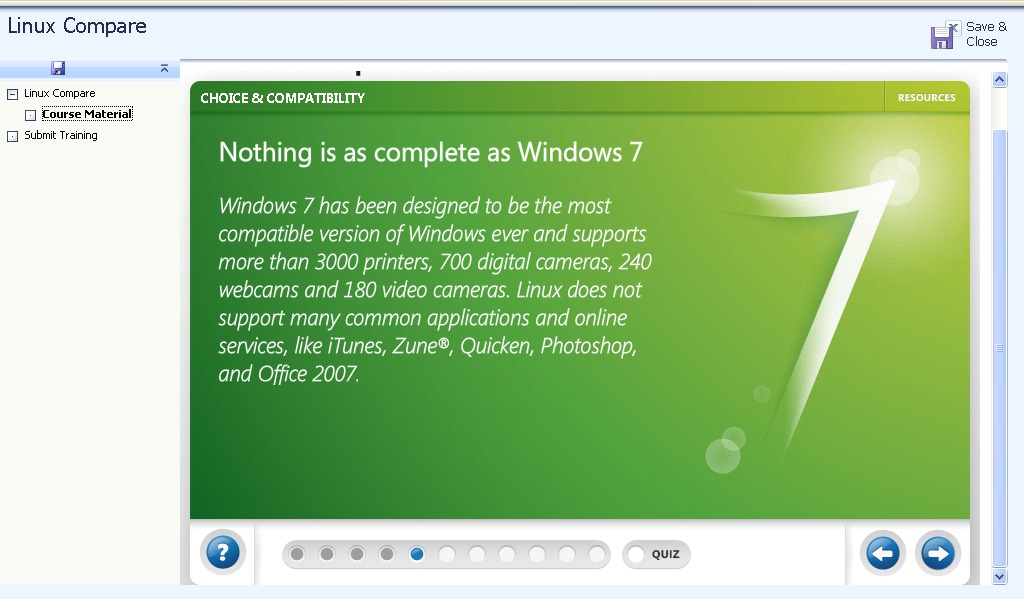 Linux Compare
Save &
Close
Linux Compare
Course Material
Submit Training
CHOICE & COMPATIBILITY
RESOURCES
Nothing is as complete as Windows 7
Windows 7 has been designed to be the most
compatible version of Windows ever and supports
more than 3000 printers, 700 digital cameras, 240
webcams and 180 video cameras. Linux does not
support many common applications and online
services, like iTunes, Zune®, Quicken, Photoshop,
and Office 2007.
7
?
QUIZ